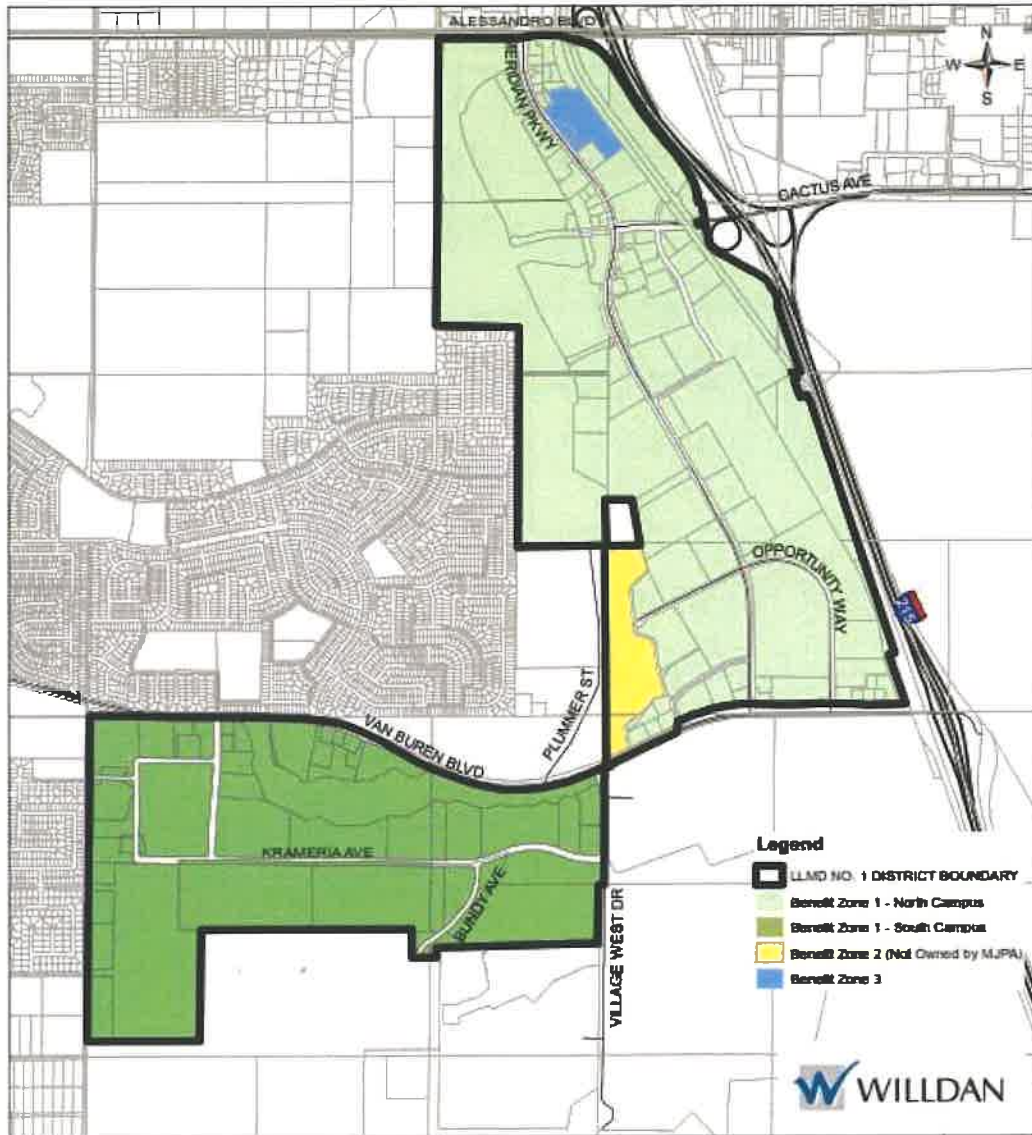 ALESSANDRO BLVD
N
W E
S
MERIDIAN PKWY
CACTUS AVE
OPPORTUNITY WAY
215
PLUMMER ST
VAN BUREN BLVD
KRAMERIA AVE
BUNDY AVE
VILLAGE WEST DR
Legend
LLMD NO. 1 DISTRICT BOUNDARY
Benefit Zone 1 - North Campus
Benefit Zone 1 - South Campus
Benefit Zone 2 (Not Owned by MJPA)
Benefit Zone 3
W WILLDAN